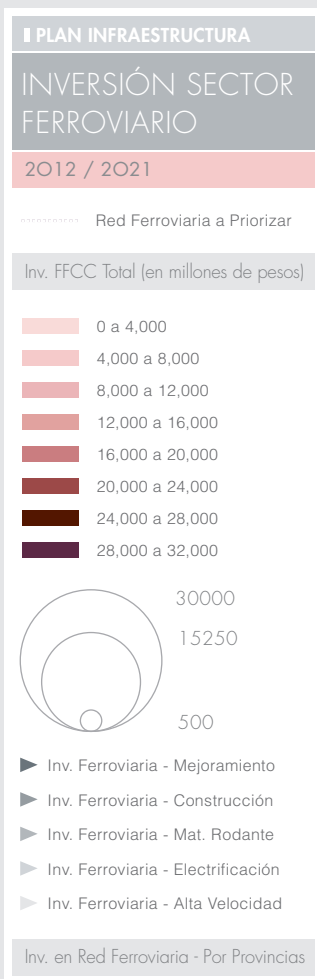 PLAN INFRAESTRUCTURA
INVERSIÓN SECTOR
FERROVIARIO
2012 / 2021
Red Ferroviaria a Priorizar
Inv. FFCC Total (en millones de pesos)
0 a 4,000
4,000 a 8,000
8,000 a 12,000
12,000 a 16,000
16,000 a 20,000
20,000 a 24,000
24,000 a 28,000
28,000 a 32,000
30000
15250
500
Inv. Ferroviaria - Mejoramiento
Inv. Ferroviaria - Construcción
Inv. Ferroviaria - Mat. Rodante
Inv. Ferroviaria - Electrificación
Inv. Ferroviaria - Alta Velocidad
Inv. en Red Ferroviaria - Por Provincias